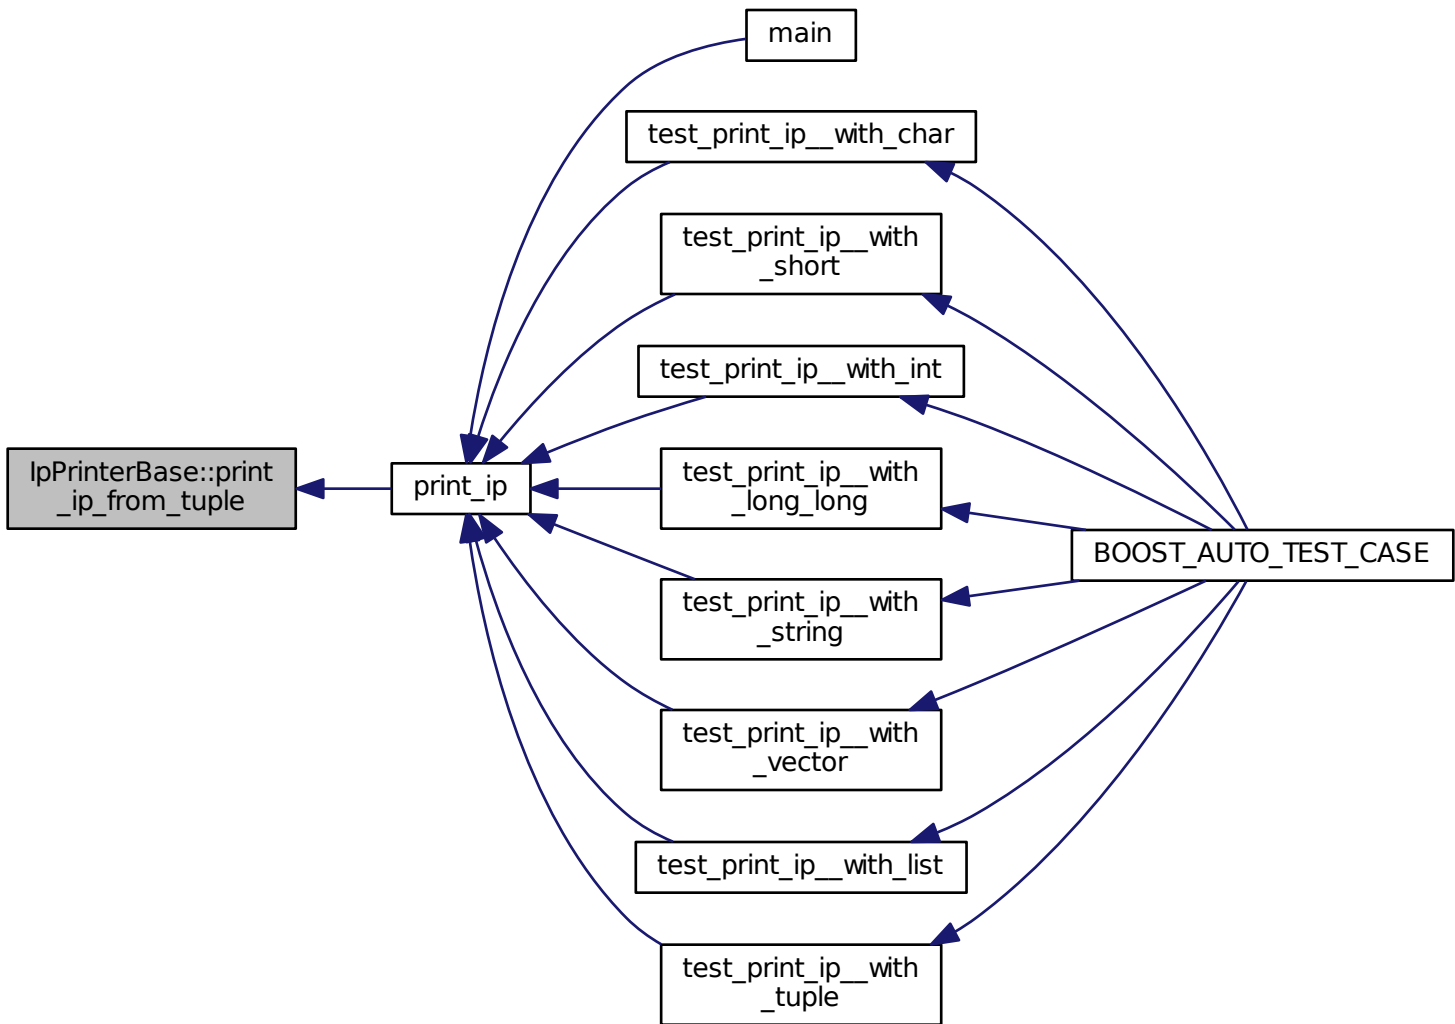 main
test_print_ip__with_char
test_print_ip__with
_short
test_print_ip__with_int
IpPrinterBase::print
_ip_from_tuple
print_ip
test_print_ip__with
_long_long
BOOST_AUTO_TEST_CASE
test_print_ip__with
_string
test_print_ip__with
_vector
test_print_ip__with_list
test_print_ip__with
_tuple